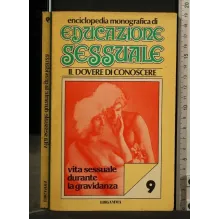 enciclopedia monografica di
EDUCAZIONE
SESSUALE
IL DOVERE DI CONOSCERE
vita sessuale
durante
la gravidanza
9